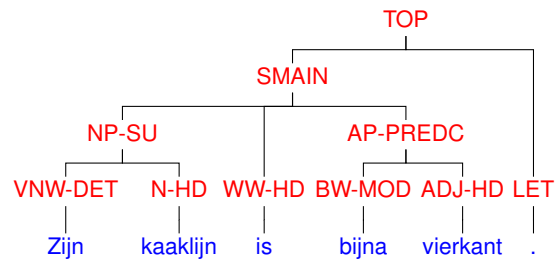 TOP
SMAIN
NP-SU AP-PREDC
VNW-DET N-HD WW-HD BW-MOD ADJ-HD LET
Zijn kaaklijn is bijna vierkant .